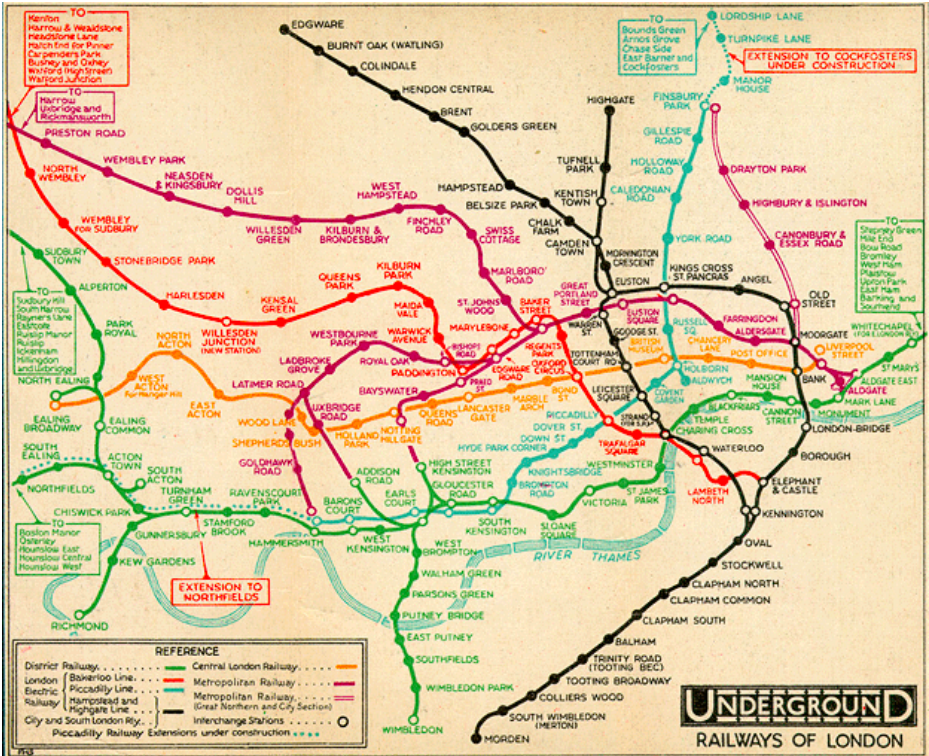 TO
Kenton
Harrow & Wealdstone
Headstone Lane
Hatch End for Pinner
Carpenders Park
Bushey and Oxhey
Watford (High Street)
Watford Junction
TO
Harrow
Uxbridge and
Rickmansworth
PRESTON ROAD
NORTH
WEMBLEY
WEMBLEY PARK
NEASDEN
& KINGSBURY
DOLLIS
HILL
WILLESDEN
GREEN
KILBURN &
BRONDESBURY
WEST
HAMPSTEAD
FINCHLEY
ROAD
SWISS
COTTAGE
MARLBORO'
ROAD
ST. JOHNS
WOOD
WEMBLEY
FOR SUDBURY
STONEBRIDGE PARK
HARLESDEN
WILLESDEN
JUNCTION
(NEW STATION)
KENSAL
GREEN
QUEENS
PARK
KILBURN
PARK
MAIDA
VALE
WARWICK
AVENUE
PADDINGTON
EDGWARE
BURNT OAK (WATLING)
COLINDALE
HENDON CENTRAL
BRENT
GOLDERS GREEN
HAMPSTEAD
BELSIZE PARK
CHALK
FARM
CAMDEN
TOWN
HIGHGATE
TUFNELL
PARK
KENTISH
TOWN
MORNINGTON
CRESCENT
EUSTON
TO
Bounds Green
Arnos Grove
Chase Side
East Barnet and
Cockfosters
LORDSHIP LANE
TURNPIKE LANE
EXTENSION TO COCKFOSTERS
UNDER CONSTRUCTION
MANOR
HOUSE
FINSBURY
PARK
GILLESPIE
ROAD
HOLLOWAY
ROAD
CALEDONIAN
ROAD
YORK ROAD
KINGS CROSS
ST. PANCRAS
DRAYTON PARK
HIGHBURY & ISLINGTON
CANONBURY &
ESSEX ROAD
ANGEL
OLD
STREET
MOORGATE
TO
Stepney Green
Mile End
Bow Road
Bromley
West Ham
Plaistow
Upton Park
East Ham
Barking and
Southend
WHITECHAPEL
(FOR E. LONDON RLY)
ST MARYS
ALDGATE EAST
ALDGATE
LIVERPOOL
STREET
MARK LANE
MONUMENT
BANK
SUDBURY
TOWN
ALPERTON
PARK
ROYAL
TO
Sudbury Hill
South Harrow
Rayners Lane
Eastcote
Ruislip Manor
Ruislip
Ickenham
Hillingdon
and Uxbridge
NORTH EALING
EALING
BROADWAY
EALING
COMMON
WEST
ACTON
For Hanger Hill
NORTH
ACTON
EAST
ACTON
WOOD LANE
SHEPHERDS BUSH
LATIMER ROAD
LADBROKE
GROVE
WESTBOURNE
PARK
ROYAL OAK
BISHOPS
ROAD
UXBRIDGE
ROAD
GOLDHAWK
ROAD
HOLLAND
PARK
NOTTING
HILL GATE
BAYSWATER
PRAED
ST.
QUEENS
ROAD
LANCASTER
GATE
MARBLE
ARCH
BOND
ST.
EDGWARE
ROAD
MARYLEBONE
BAKER
STREET
REGENTS
PARK
OXFORD
CIRCUS
GREAT
PORTLAND
STREET
WARREN
ST.
EUSTON
SQUARE
GOODGE ST.
TOTTENHAM
COURT RD
RUSSELL
SQ.
BRITISH
MUSEUM
CHANCERY
LANE
FARRINGDON
ALDERSGATE
POST OFFICE
HOLBORN
ALDWYCH
COVENT
GARDEN
LEICESTER
SQUARE
PICCADILLY
DOVER ST.
DOWN ST.
HYDE PARK CORNER
KNIGHTSBRIDGE
BROMPTON
ROAD
STRAND
(FOR S.R.)
TRAFALGAR
SQUARE
CHARING CROSS
TEMPLE
BLACKFRIARS
MANSION
HOUSE
CANNON
STREET
LONDON-BRIDGE
BOROUGH
WATERLOO
LAMBETH
NORTH
ELEPHANT
& CASTLE
KENNINGTON
OVAL
STOCKWELL
CLAPHAM NORTH
CLAPHAM COMMON
CLAPHAM SOUTH
BALHAM
TRINITY ROAD
(TOOTING BEC)
TOOTING BROADWAY
COLLIERS WOOD
SOUTH WIMBLEDON
(MERTON)
MORDEN
SOUTH
EALING
NORTHFIELDS
TO
Boston Manor
Osterley
Hounslow East
Hounslow Central
Hounslow West
ACTON
TOWN
SOUTH
ACTON
CHISWICK PARK
TURNHAM
GREEN
GUNNERSBURY
KEW GARDENS
RICHMOND
STAMFORD
BROOK
RAVENSCOURT
PARK
HAMMERSMITH
BARONS
COURT
WEST
KENSINGTON
ADDISON
ROAD
EARLS
COURT
HIGH STREET
KENSINGTON
GLOUCESTER
ROAD
SOUTH
KENSINGTON
SLOANE
SQUARE
VICTORIA
ST JAMES
PARK
WESTMINSTER
EXTENSION TO
NORTHFIELDS
RIVER THAMES
WEST
BROMPTON
WALHAM GREEN
PARSONS GREEN
PUTNEY BRIDGE
EAST PUTNEY
SOUTHFIELDS
WIMBLEDON PARK
WIMBLEDON
REFERENCE
District Railway
London Electric Railway
Bakerloo Line
Piccadilly Line
Hampstead and
Highgate Line
City and South London Rly.
Central London Railway
Metropolitan Railway
Metropolitan Railway
(Great Northern and City Section)
Interchange Stations
Piccadilly Railway Extensions under construction
UNDERGROUND
RAILWAYS OF LONDON